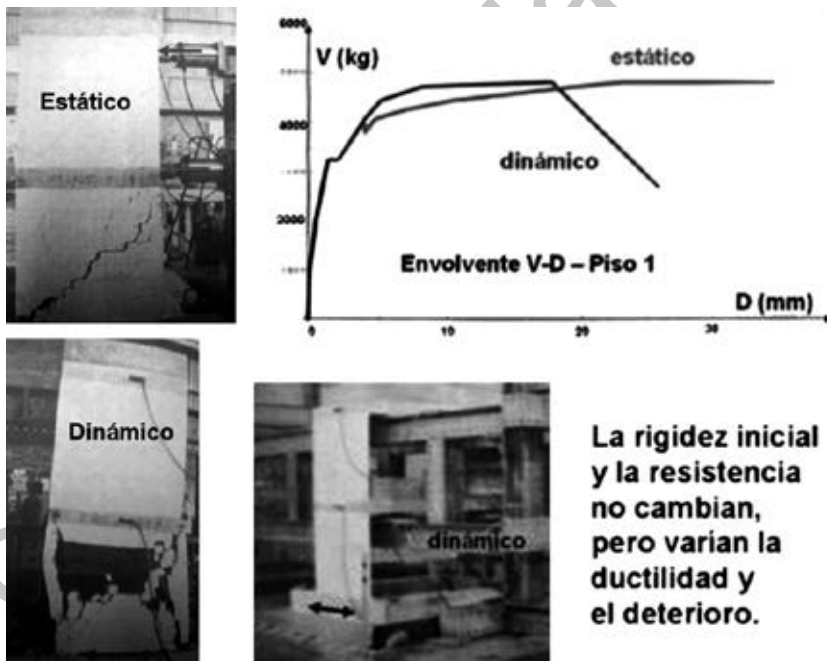 Estático
V (kg)
6000
4000
2000
0
10
20
30
estático
dinámico
Envolvente V-D – Piso 1
D (mm)
Dinámico
dinámico
La rigidez inicial
y la resistencia
no cambian,
pero varian la
ductilidad y
el deterioro.